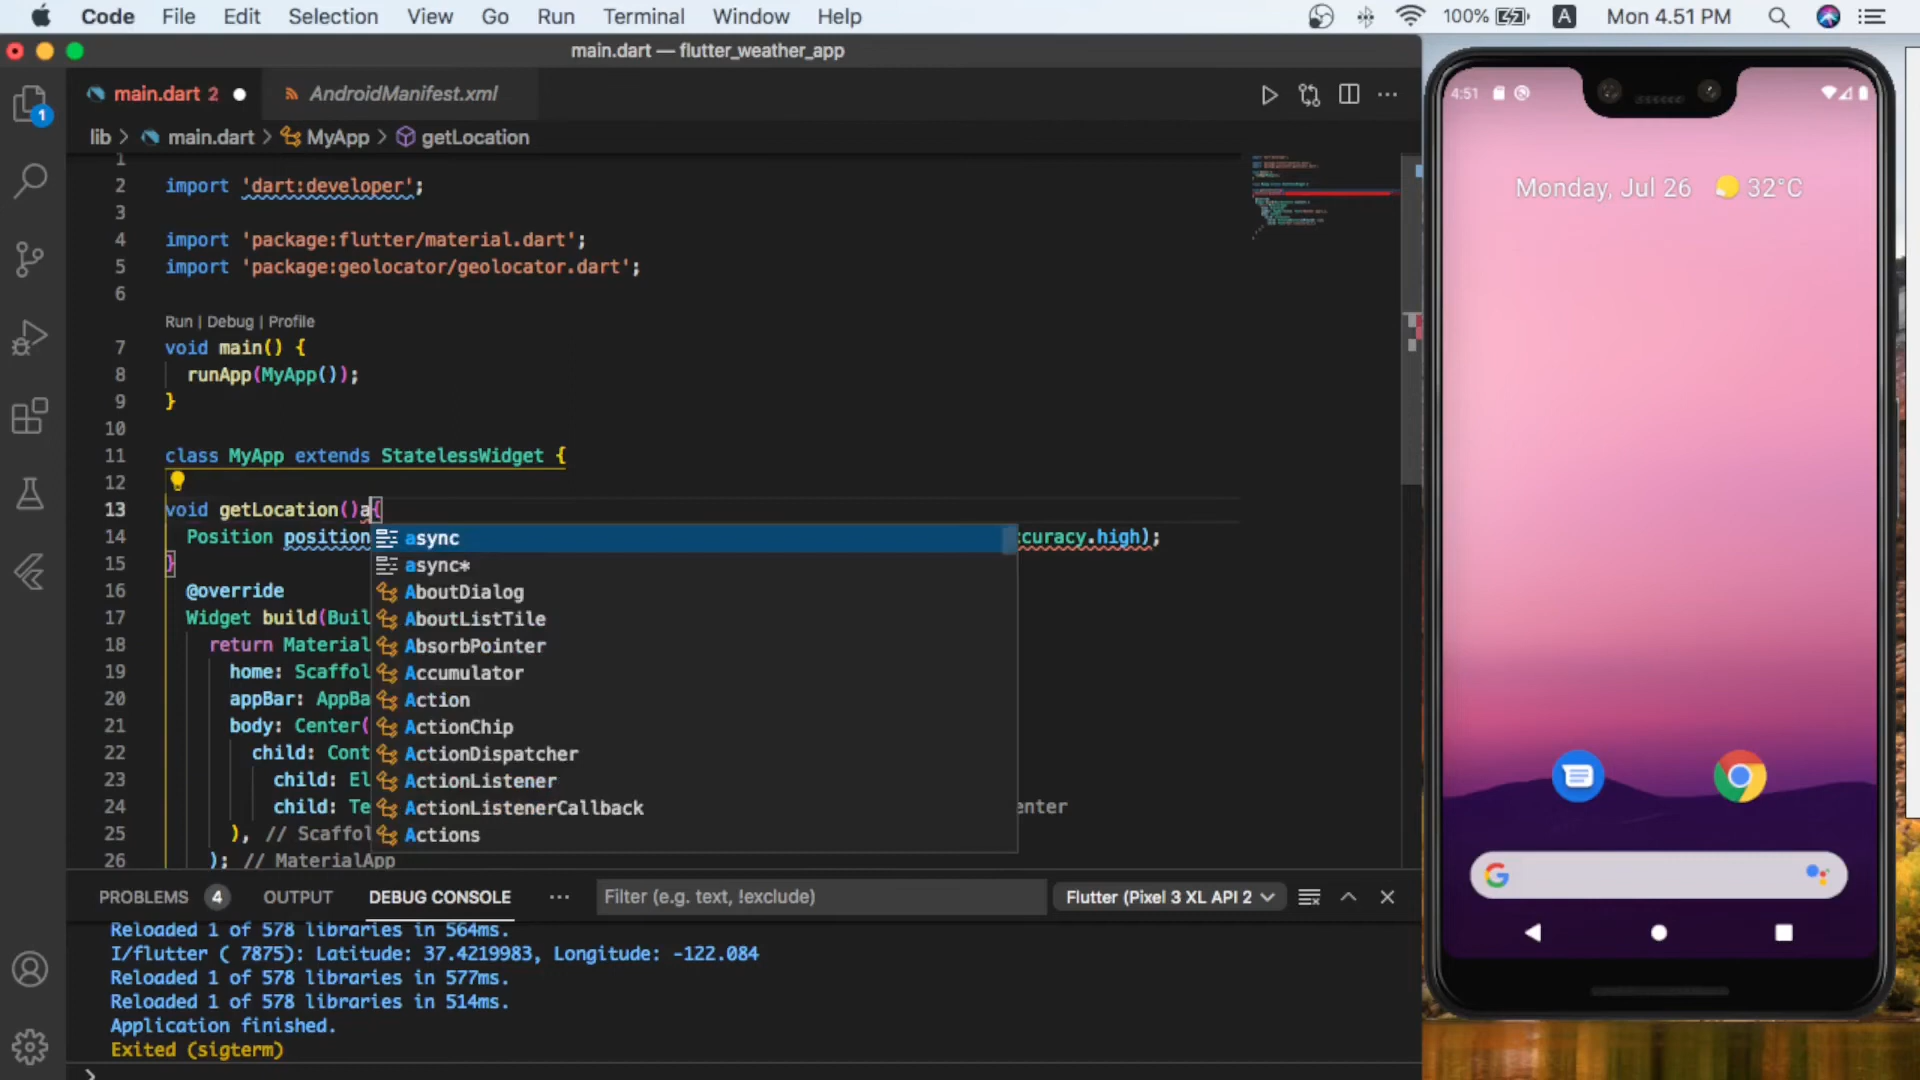 Code File Edit Selection View Go Run Terminal Window Help 100% A Mon 4.51 PM
main.dart — flutter_weather_app
main.dart 2 AndroidManifest.xml
lib > main.dart > MyApp > getLocation
1
2 import 'dart:developer';
3
4 import 'package:flutter/material.dart';
5 import 'package:geolocator/geolocator.dart';
6
Run | Debug | Profile
7 void main() {
8 runApp(MyApp());
9 }
10
11 class MyApp extends StatelessWidget {
12
13 void getLocation()a{
14 Position position curacy.high);
15 }
16 @override
17 Widget build(Buil
18 return Material
19 home: Scaffol
20 appBar: AppBa
21 body: Center(
22 child: Cont
23 child: El
24 child: Te enter
25 ), // Scaffol
26 ); // MaterialApp
async
async*
AboutDialog
AboutListTile
AbsorbPointer
Accumulator
Action
ActionChip
ActionDispatcher
ActionListener
ActionListenerCallback
Actions
1
PROBLEMS 4 OUTPUT DEBUG CONSOLE ··· Filter (e.g. text, !exclude) Flutter (Pixel 3 XL API 2
Reloaded 1 of 578 libraries in 564ms.
I/flutter ( 7875): Latitude: 37.4219983, Longitude: -122.084
Reloaded 1 of 578 libraries in 577ms.
Reloaded 1 of 578 libraries in 514ms.
Application finished.
Exited (sigterm)
>
4:51
Monday, Jul 26 32°C
G